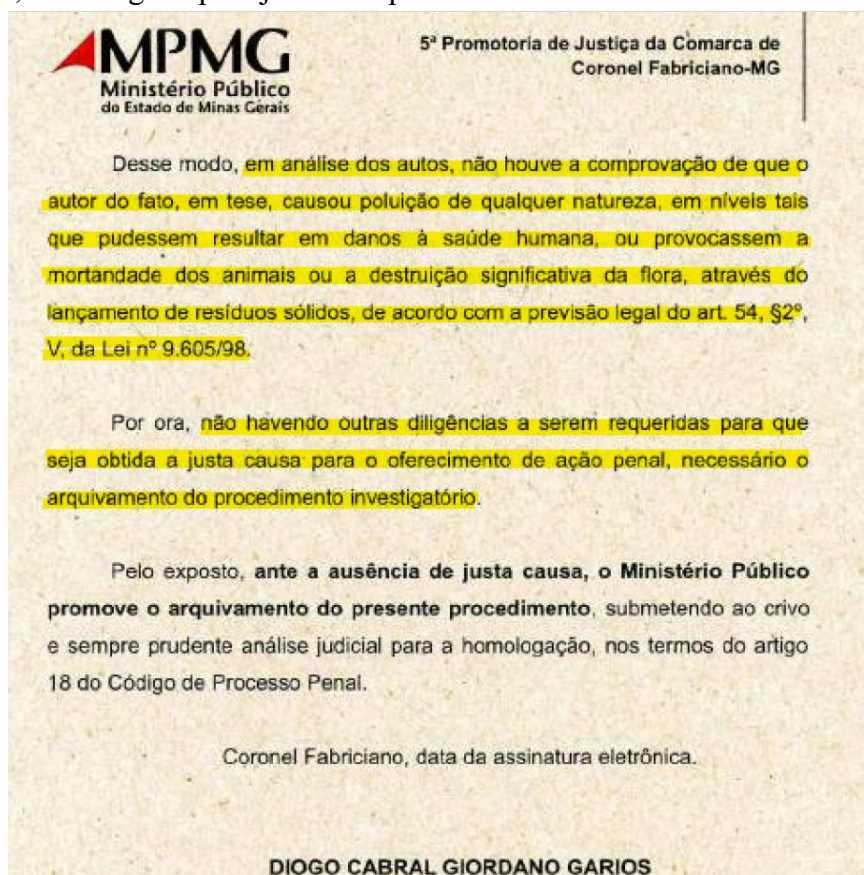 MPMG
Ministério Público
do Estado de Minas Gerais
5ª Promotoria de Justiça da Comarca de
Coronel Fabriciano-MG
Desse modo, em análise dos autos, não houve a comprovação de que o
autor do fato, em tese, causou poluição de qualquer natureza, em níveis tais
que pudessem resultar em danos à saúde humana, ou provocassem a
mortandade dos animais ou a destruição significativa da flora, através do
lançamento de resíduos sólidos, de acordo com a previsão legal do art. 54, §2º,
V, da Lei nº 9.605/98.
Por ora, não havendo outras diligências a serem requeridas para que
seja obtida a justa causa para o oferecimento de ação penal, necessário o
arquivamento do procedimento investigatório.
Pelo exposto, ante a ausência de justa causa, o Ministério Público
promove o arquivamento do presente procedimento, submetendo ao crivo
e sempre prudente análise judicial para a homologação, nos termos do artigo
18 do Código de Processo Penal.
Coronel Fabriciano, data da assinatura eletrônica.
DIOGO CABRAL GIORDANO GARIOS